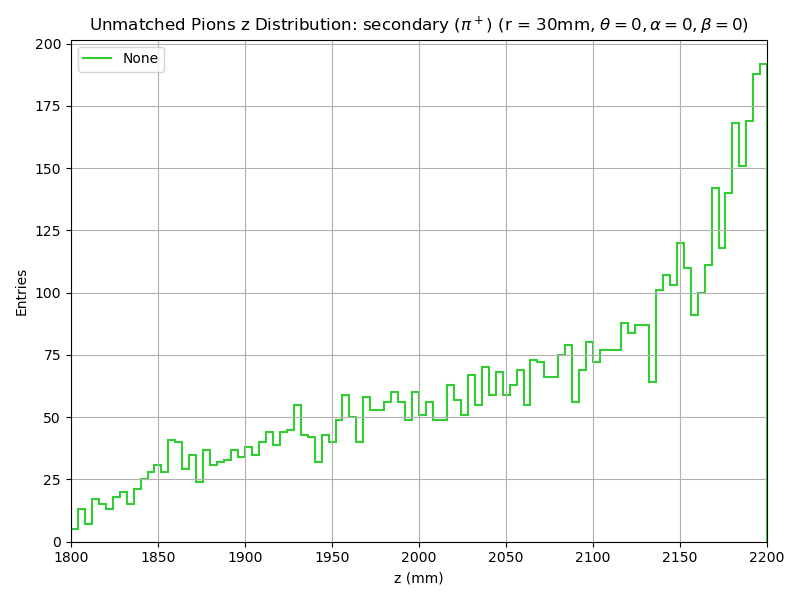 Unmatched Pions z Distribution: secondary (π⁺) (r = 30mm, θ = 0, α = 0, β = 0)
None
200
175
150
125
100
75
50
25
0
Entries
1800 1850 1900 1950 2000 2050 2100 2150 2200
z (mm)